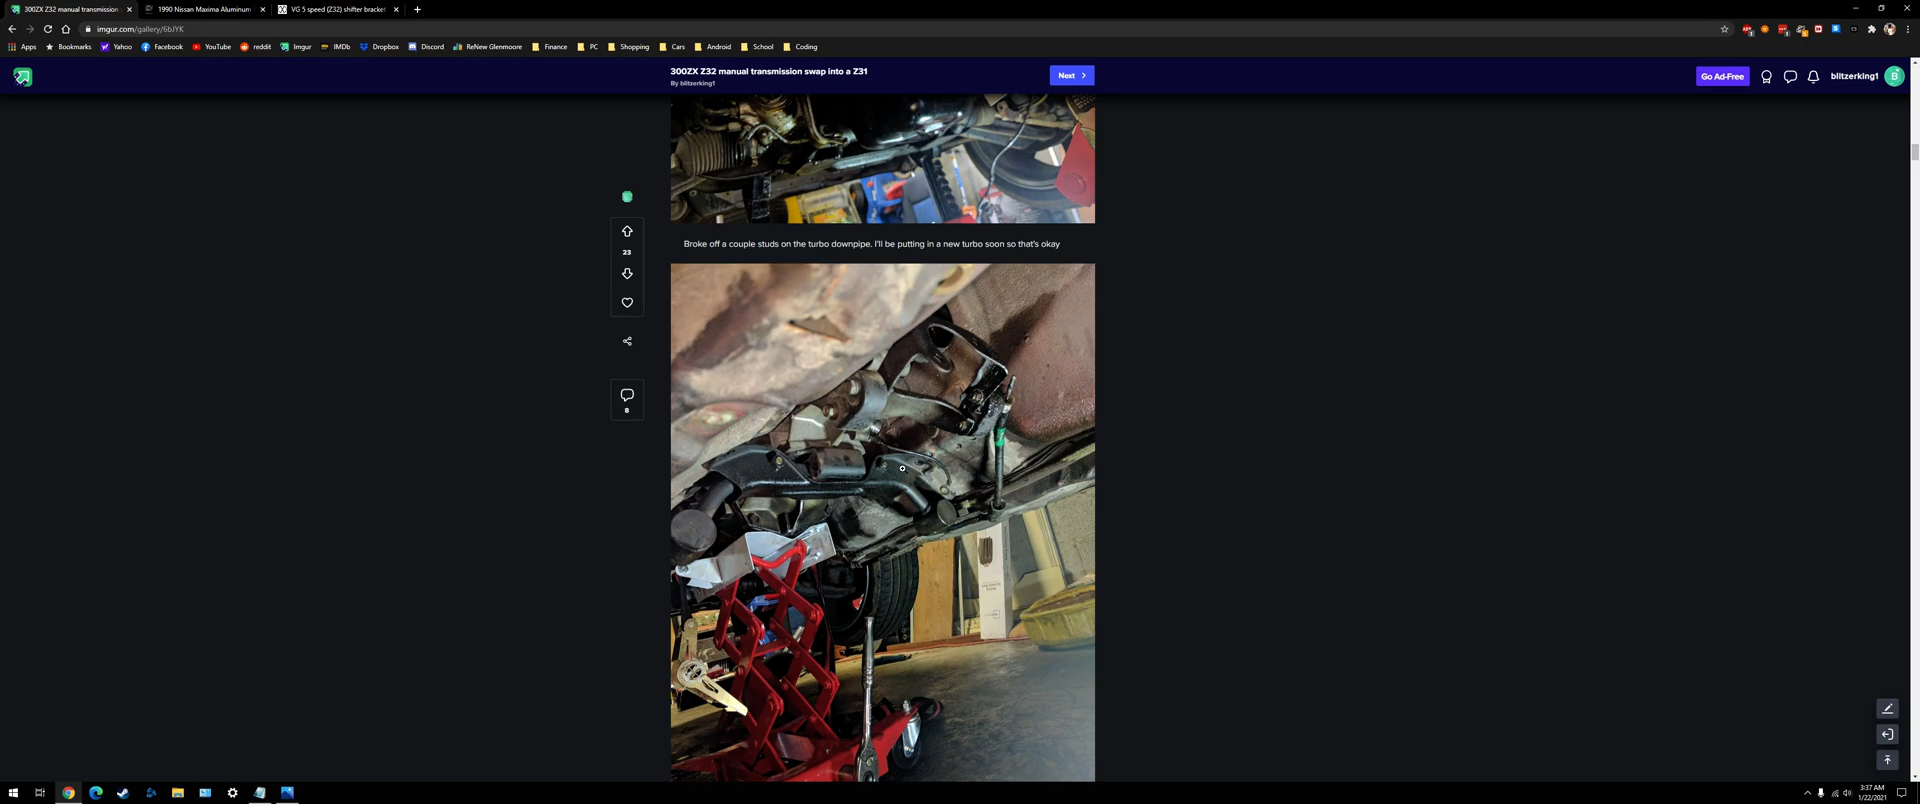 300ZX Z32 manual transmission
1990 Nissan Maxima Aluminum
VG 5 speed (Z32) shifter bracket
imgur.com/gallery/6bJYK
Apps
Bookmarks
Yahoo
Facebook
YouTube
reddit
Imgur
IMDb
Dropbox
Discord
ReNew Glenmoore
Finance
PC
Shopping
Cars
Android
School
Coding
300ZX Z32 manual transmission swap into a Z31
By blitzerking1
Next
Go Ad-Free
blitzerking1
B
23
8
Broke off a couple studs on the turbo downpipe. I'll be putting in a new turbo soon so that's okay
3:37 AM
1/22/2021